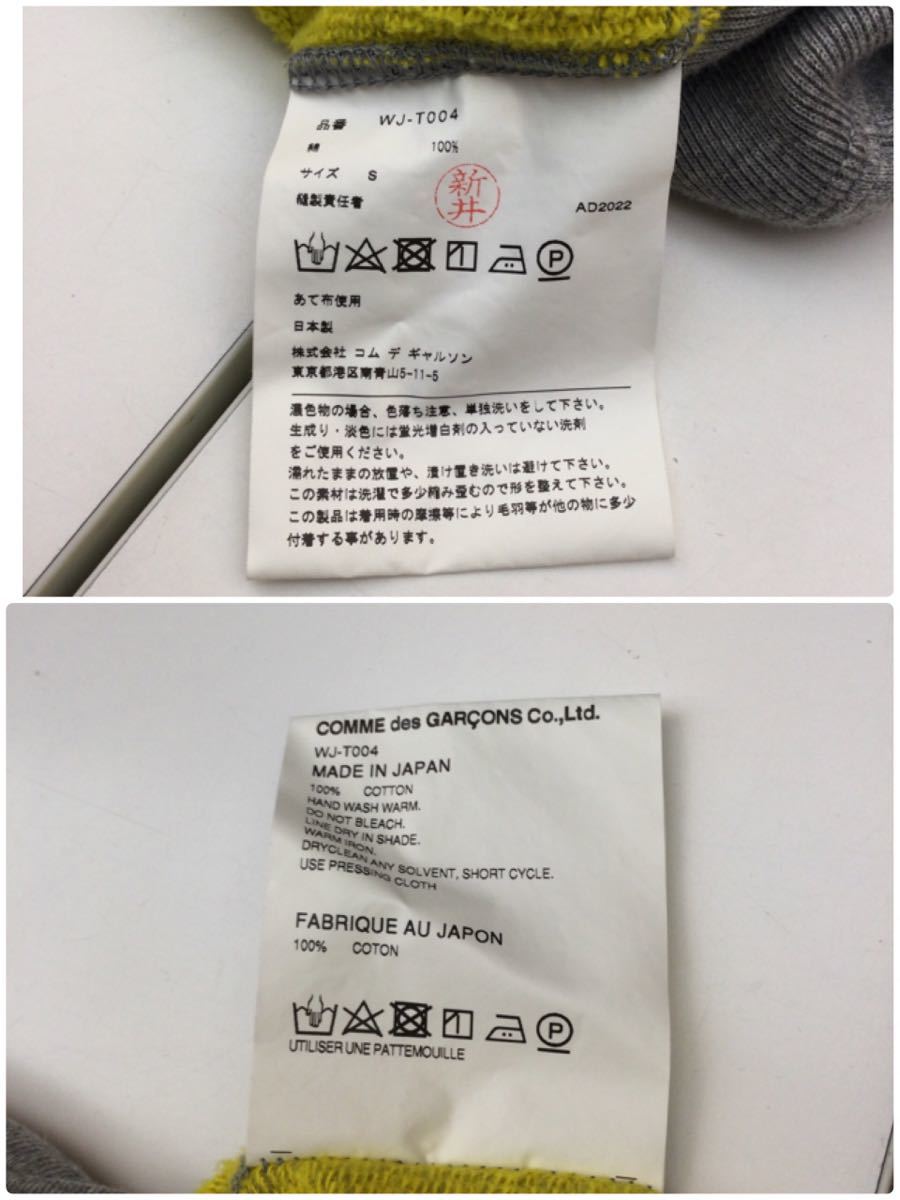 品番 WJ-T004
綿 100%
サイズ S
縫製責任者 新井 AD2022
P
あて布使用
日本製
株式会社 コム デ ギャルソン
東京都港区南青山5-11-5
濃色物の場合、色落ち注意、単独洗いをして下さい。
生成り・淡色には蛍光増白剤の入っていない洗剤
をご使用ください。
濡れたままの放置や、漬け置き洗いは避けて下さい。
この素材は洗濯で多少縮み歪むので形を整えて下さい。
この製品は着用時の摩擦等により毛羽等が他の物に多少
付着する事があります。
COMME des GARÇONS Co.,Ltd.
WJ-T004
MADE IN JAPAN
100% COTTON
HAND WASH WARM.
DO NOT BLEACH.
LINE DRY IN SHADE.
WARM IRON.
DRYCLEAN ANY SOLVENT, SHORT CYCLE.
USE PRESSING CLOTH
FABRIQUE AU JAPON
100% COTON
P
UTILISER UNE PATTEMOUILLE